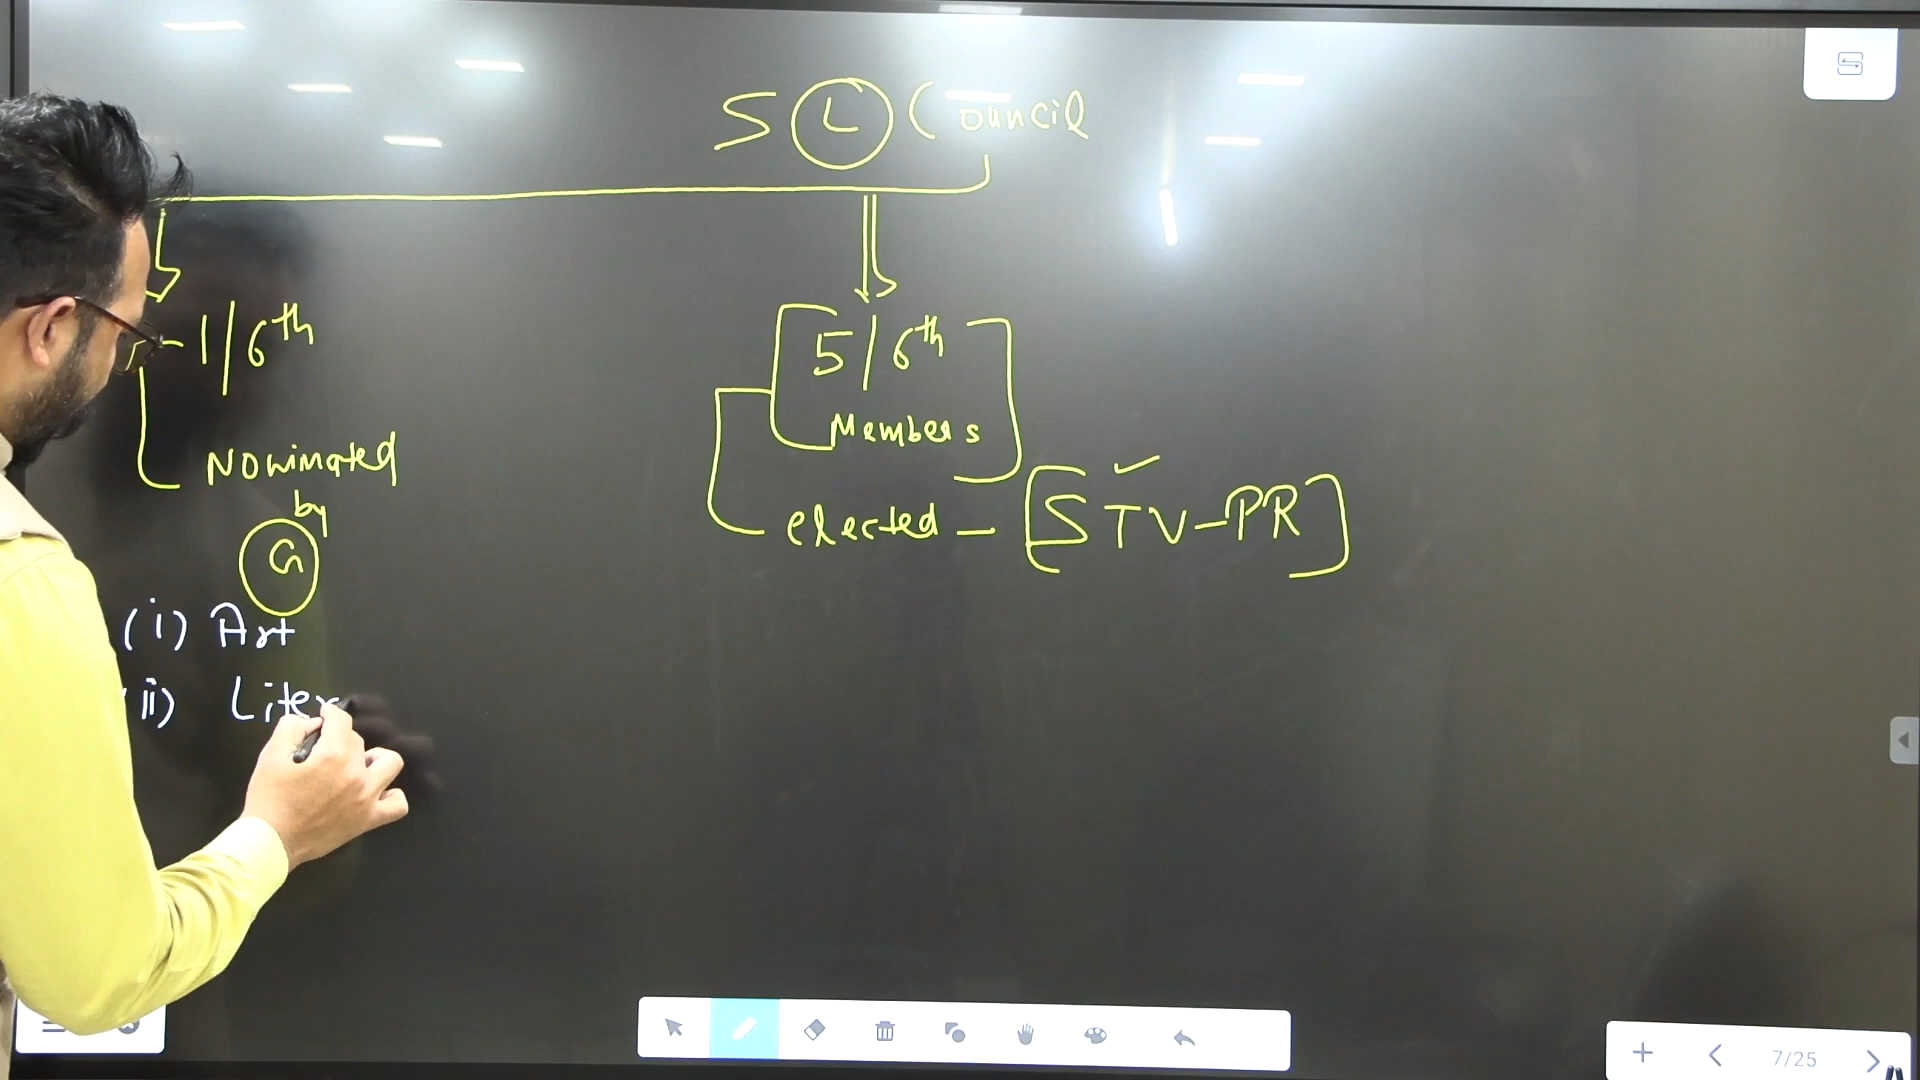 S L Council
1/6th
Nominated
by
G
(i) Art
(ii) Liter
5/6th
Members
elected - [STV-PR]
7/25